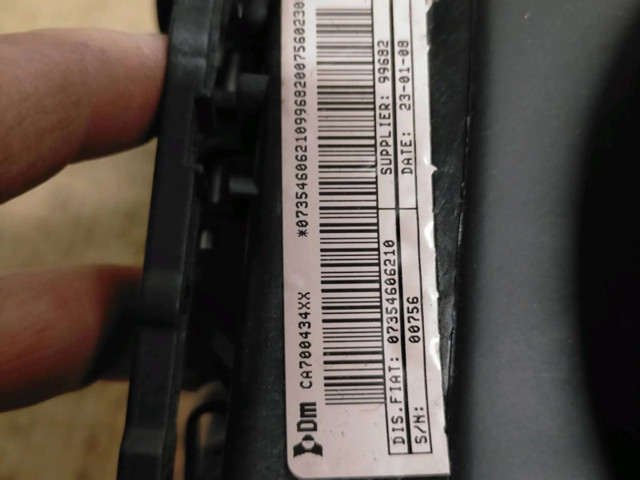 Dm CA700434XX *0735460621099682007560230
DIS.FIAT: 07354606210 SUPPLIER: 99682
S/N: 00756 DATE: 23-01-08